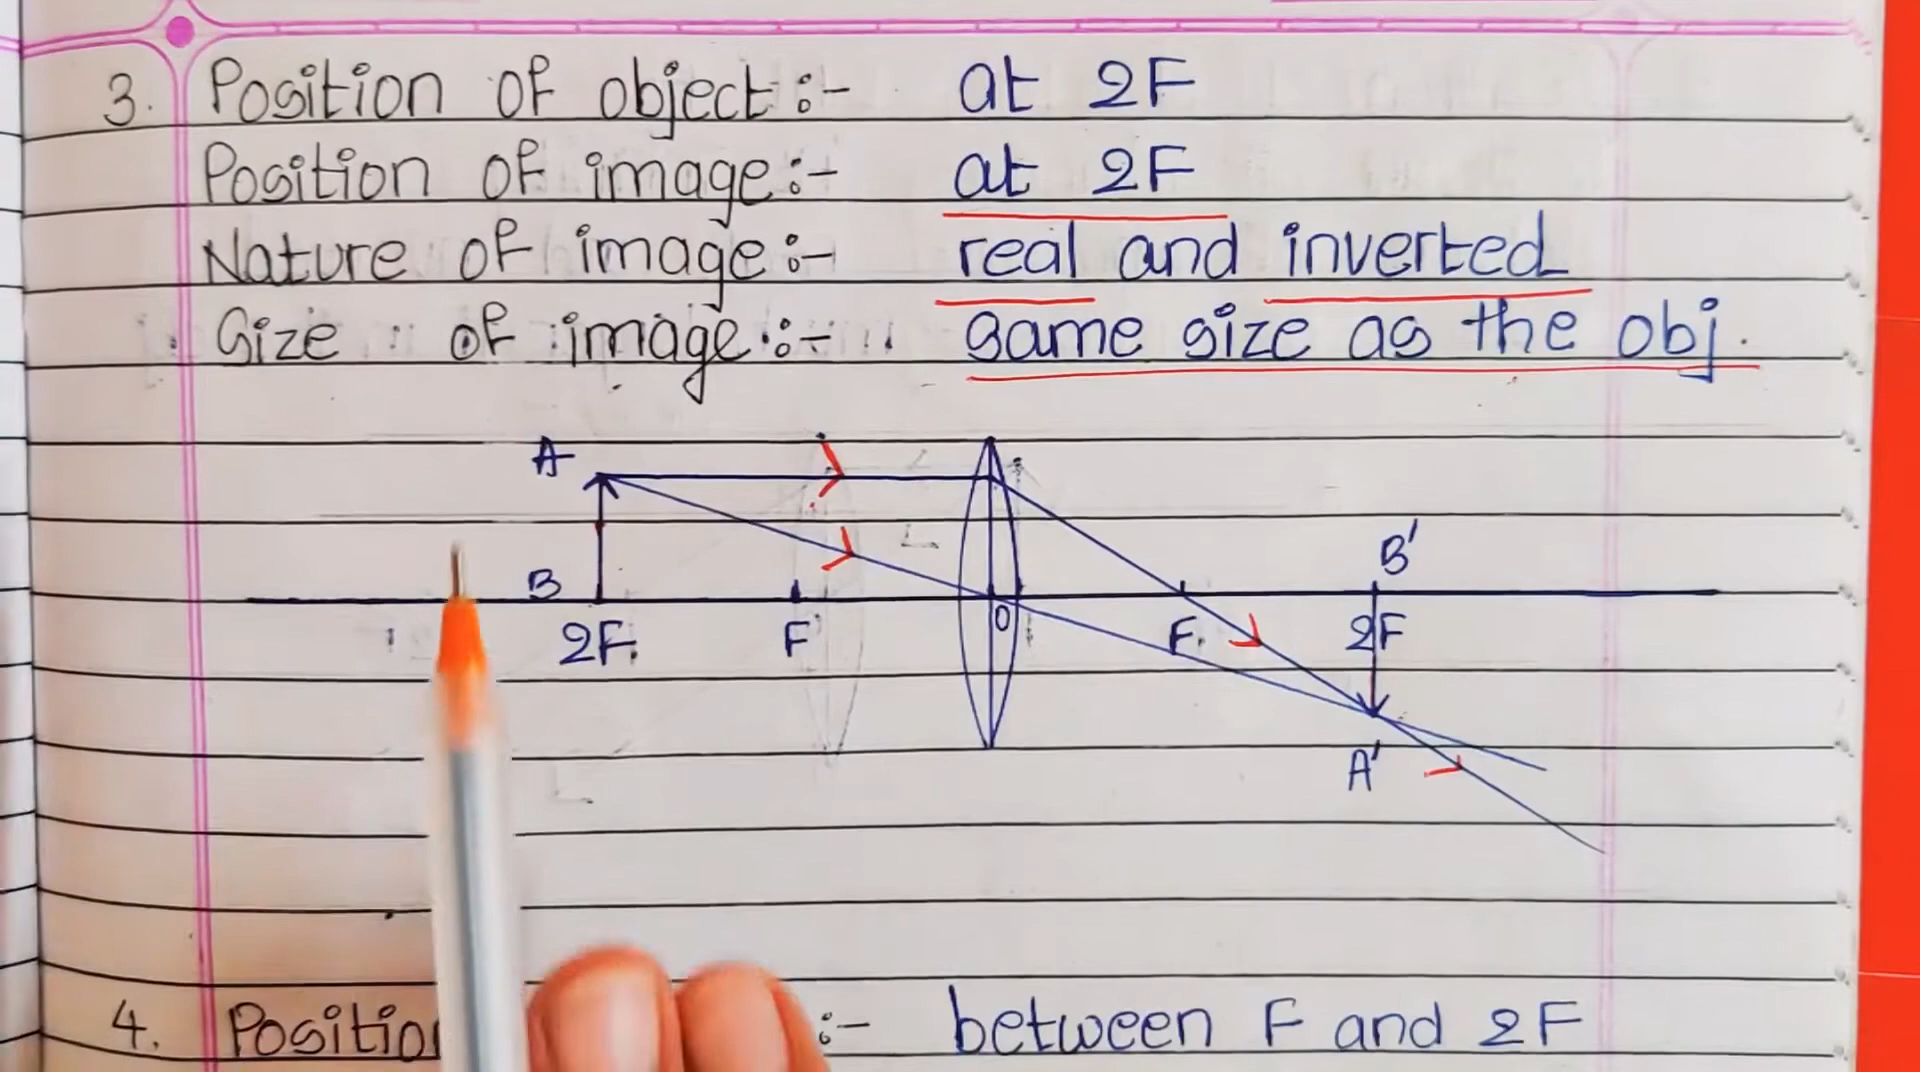 3. Position of object :- at 2F
Position of image :- at 2F
Nature of image :- real and inverted
Size of image :- same size as the obj.
A
B'
B
2F F O F 2F
A'
4. :- between F and 2F